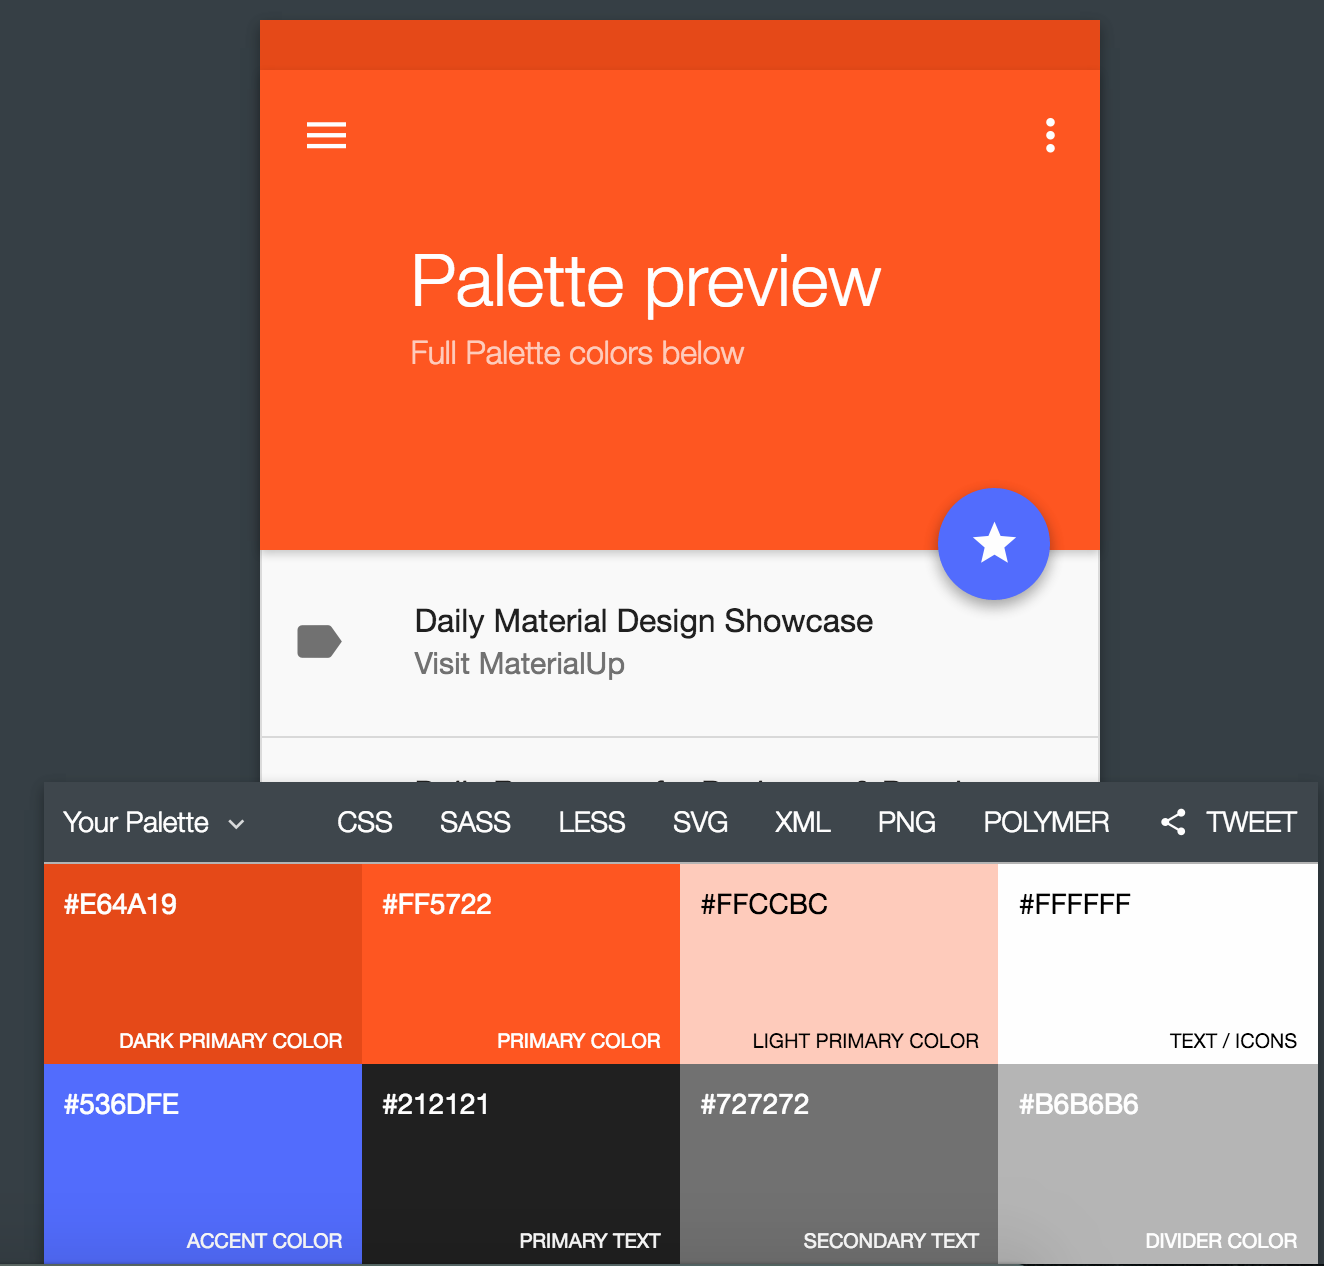 Palette preview
Full Palette colors below
Daily Material Design Showcase
Visit MaterialUp
Your Palette CSS SASS LESS SVG XML PNG POLYMER TWEET
#E64A19 #FF5722 #FFCCBC #FFFFFF
DARK PRIMARY COLOR PRIMARY COLOR LIGHT PRIMARY COLOR TEXT / ICONS
#536DFE #212121 #727272 #B6B6B6
ACCENT COLOR PRIMARY TEXT SECONDARY TEXT DIVIDER COLOR